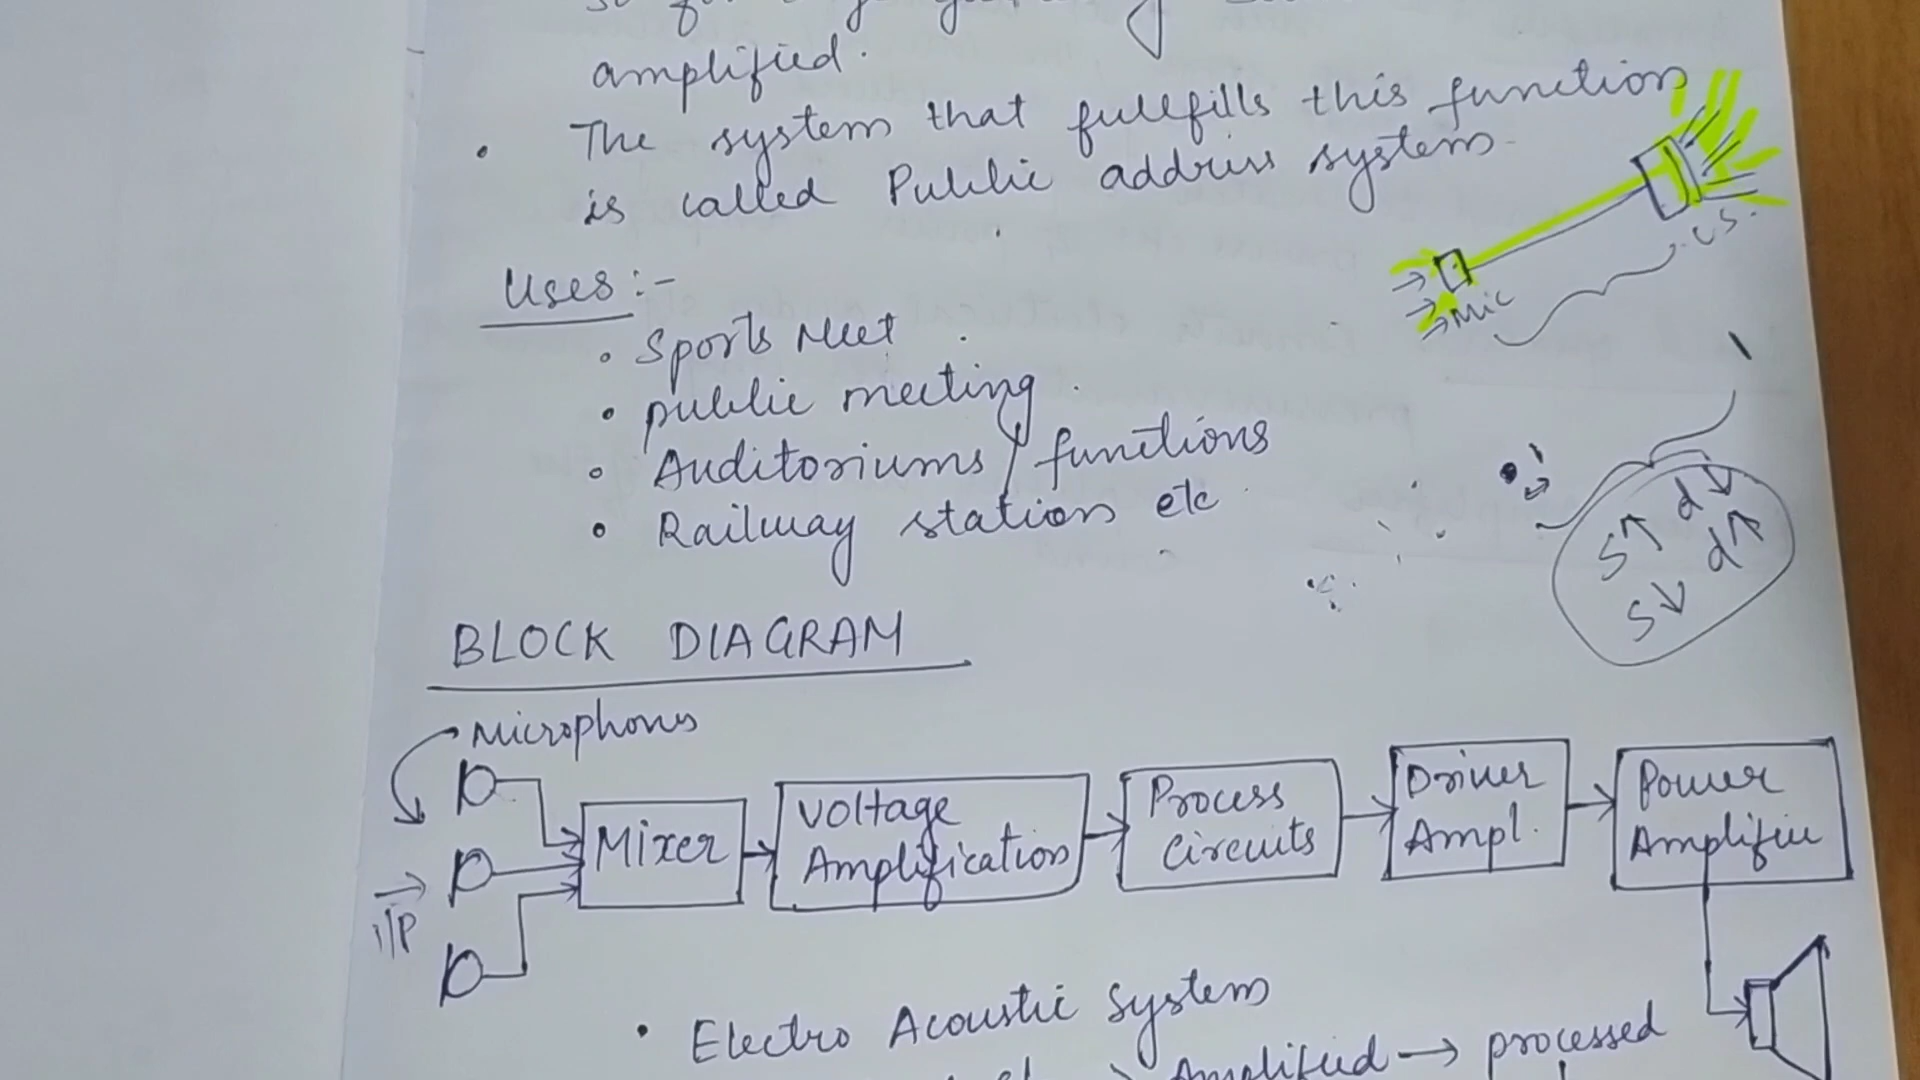 amplified.
• The system that fullfills this function
is called Public address system.
Mic
L.S.
Uses :-
• Sports Meet
• public meeting
• Auditoriums / functions
• Railway station etc
S↑ d↓
S↓ d↑
BLOCK DIAGRAM
Microphones
i/P
Mixer
Voltage
Amplification
Process
Circuits
Driver
Ampl.
Power
Amplifier
• Electro Acoustic System
Amplified → processed